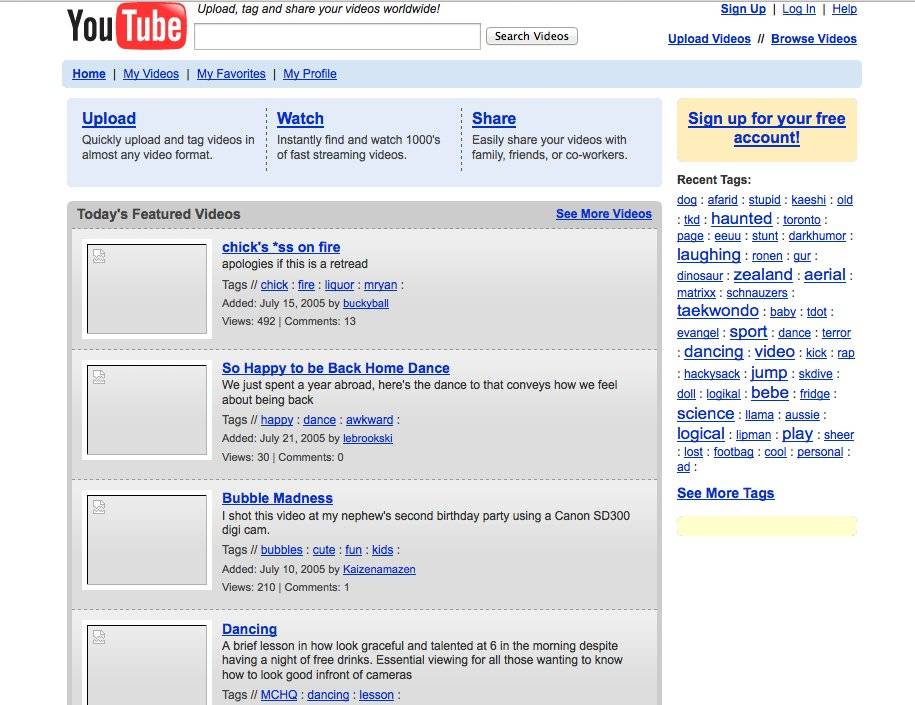 YouTube
Upload, tag and share your videos worldwide!
Search Videos
Sign Up | Log In | Help
Upload Videos // Browse Videos
Home | My Videos | My Favorites | My Profile
Upload
Quickly upload and tag videos in
almost any video format.
Watch
Instantly find and watch 1000's
of fast streaming videos.
Share
Easily share your videos with
family, friends, or co-workers.
Today's Featured Videos
See More Videos
chick's *ss on fire
apologies if this is a retread
Tags // chick : fire : liquor : mryan :
Added: July 15, 2005 by buckyball
Views: 492 | Comments: 13
So Happy to be Back Home Dance
We just spent a year abroad, here's the dance to that conveys how we feel
about being back
Tags // happy : dance : awkward :
Added: July 21, 2005 by lebrookski
Views: 30 | Comments: 0
Bubble Madness
I shot this video at my nephew's second birthday party using a Canon SD300
digi cam.
Tags // bubbles : cute : fun : kids :
Added: July 10, 2005 by Kaizenamazen
Views: 210 | Comments: 1
Dancing
A brief lesson in how look graceful and talented at 6 in the morning despite
having a night of free drinks. Essential viewing for all those wanting to know
how to look good infront of cameras
Tags // MCHQ : dancing : lesson :
Sign up for your free
account!
Recent Tags:
dog : afarid : stupid : kaeshi : old
: tkd : haunted : toronto :
page : eeuu : stunt : darkhumor :
laughing : ronen : gur :
dinosaur : zealand : aerial :
matrixx : schnauzers :
taekwondo : baby : tdot :
evangel : sport : dance : terror
: dancing : video : kick : rap
: hackysack : jump : skdive :
doll : logikal : bebe : fridge :
science : llama : aussie :
logical : lipman : play : sheer
: lost : footbag : cool : personal :
ad :
See More Tags